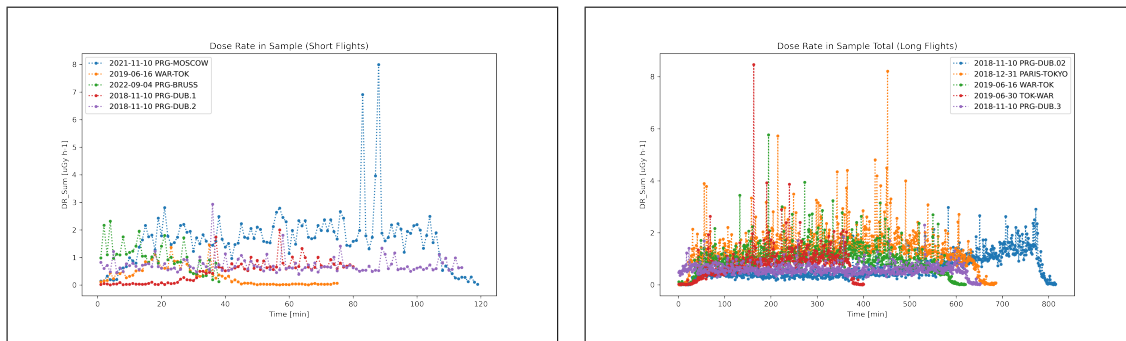 Dose Rate in Sample (Short Flights)
DR_Sum [uGy h-1]
8
7
6
5
4
3
2
1
0
2021-11-10 PRG-MOSCOW
2019-06-16 WAR-TOK
2022-09-04 PRG-BRUSS
2018-11-10 PRG-DUB.1
2018-11-10 PRG-DUB.2
0 20 40 60 80 100 120
Time [min]
Dose Rate in Sample Total (Long Flights)
DR_Sum [uGy h-1]
8
6
4
2
0
2018-11-10 PRG-DUB.02
2018-12-31 PARIS-TOKYO
2019-06-16 WAR-TOK
2019-06-30 TOK-WAR
2018-11-10 PRG-DUB.3
0 100 200 300 400 500 600 700 800
Time [min]